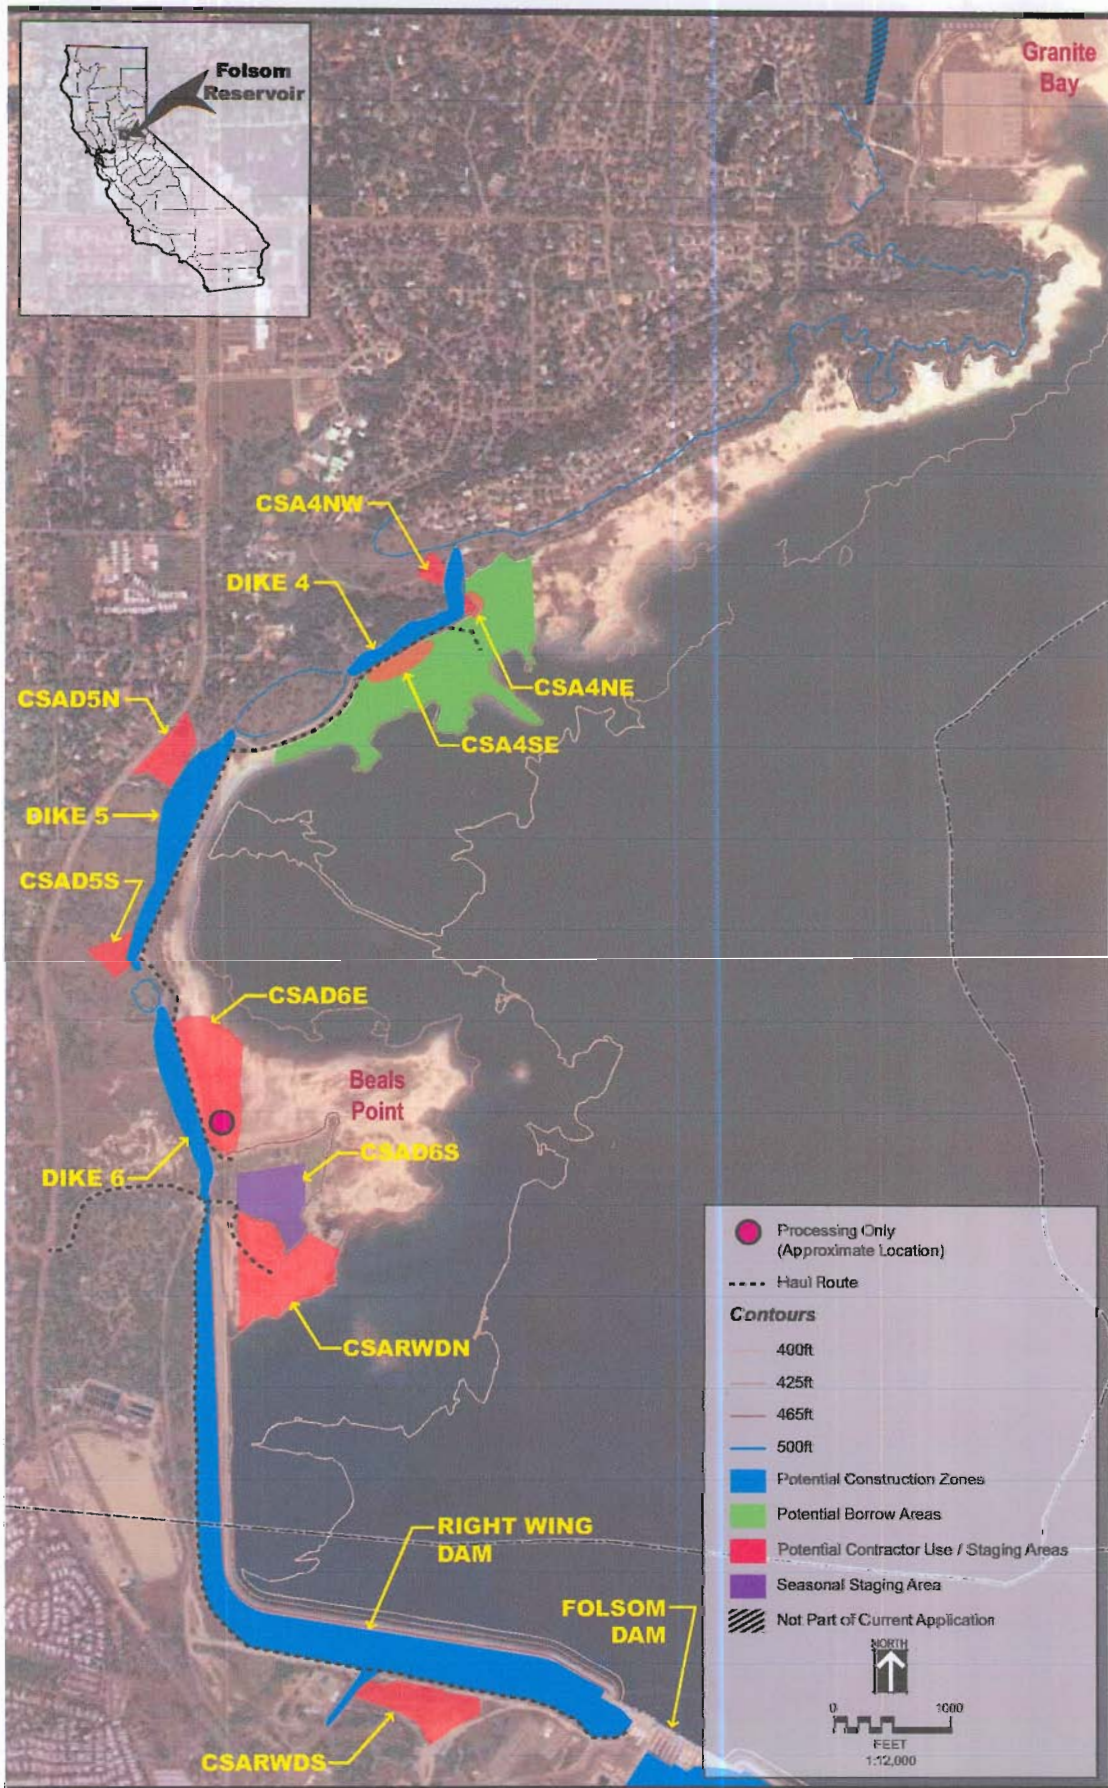 Folsom
Reservoir
Granite
Bay
CSA4NW
DIKE 4
CSA4NE
CSAD5N
CSA4SE
DIKE 5
CSAD5S
CSAD6E
Beals
Point
CSAD6S
DIKE 6
CSARWDN
RIGHT WING
DAM
FOLSOM
DAM
CSARWDS
Processing Only
(Approximate Location)
Haul Route
Contours
400ft
425ft
465ft
500ft
Potential Construction Zones
Potential Borrow Areas
Potential Contractor Use / Staging Areas
Seasonal Staging Area
Not Part of Current Application
NORTH
0 1000
FEET
1:12,000